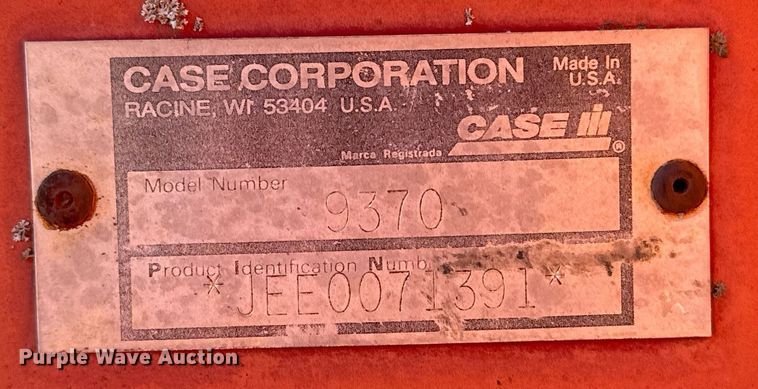 CASE CORPORATION
Made In
U.S.A.
RACINE, WI 53404 U.S.A.
CASE IH
®
Marca Registrada
Model Number
9370
Product Identification Numb
*JEE0071391*
Purple Wave Auction